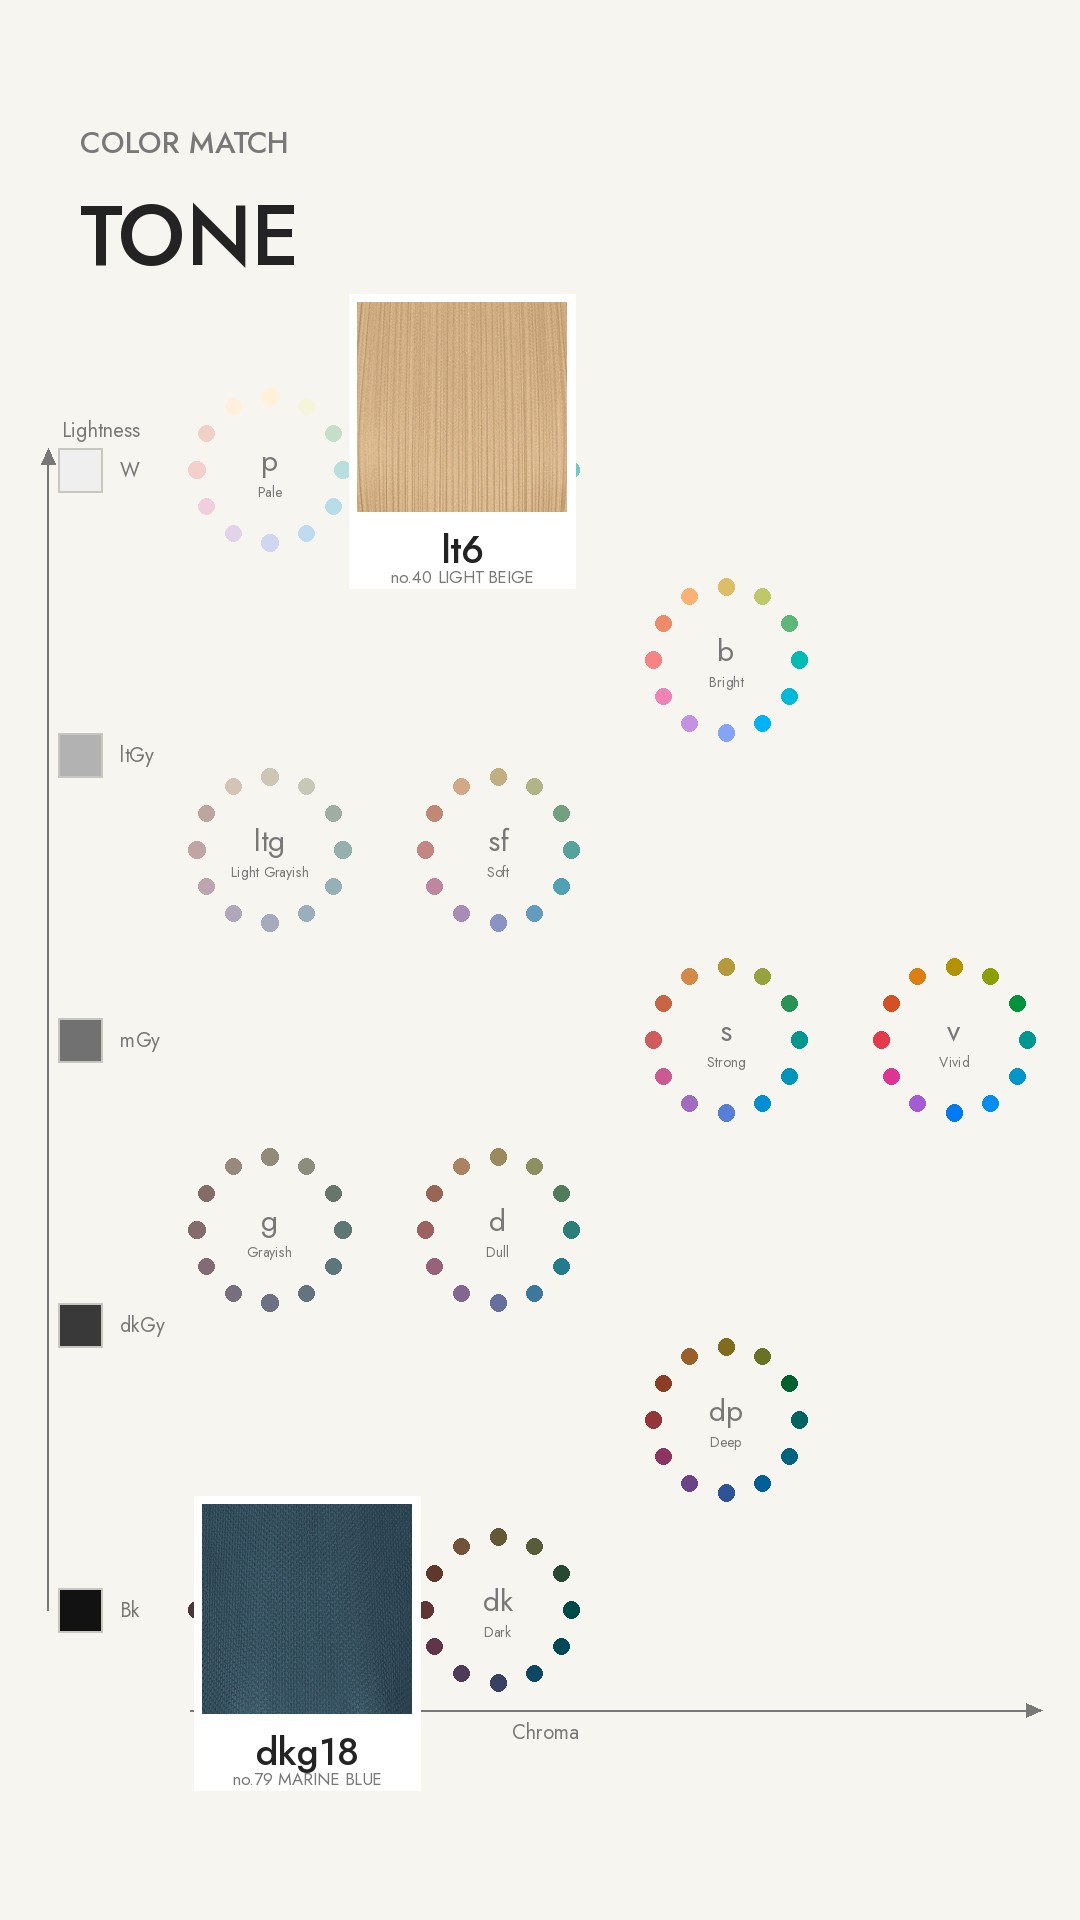 COLOR MATCH
TONE
Lightness
W
p
Pale
lt6
no.40 LIGHT BEIGE
b
Bright
ltGy
ltg
Light Grayish
sf
Soft
mGy
s
Strong
v
Vivid
g
Grayish
d
Dull
dkGy
dp
Deep
Bk
dk
Dark
Chroma
dkg18
no.79 MARINE BLUE